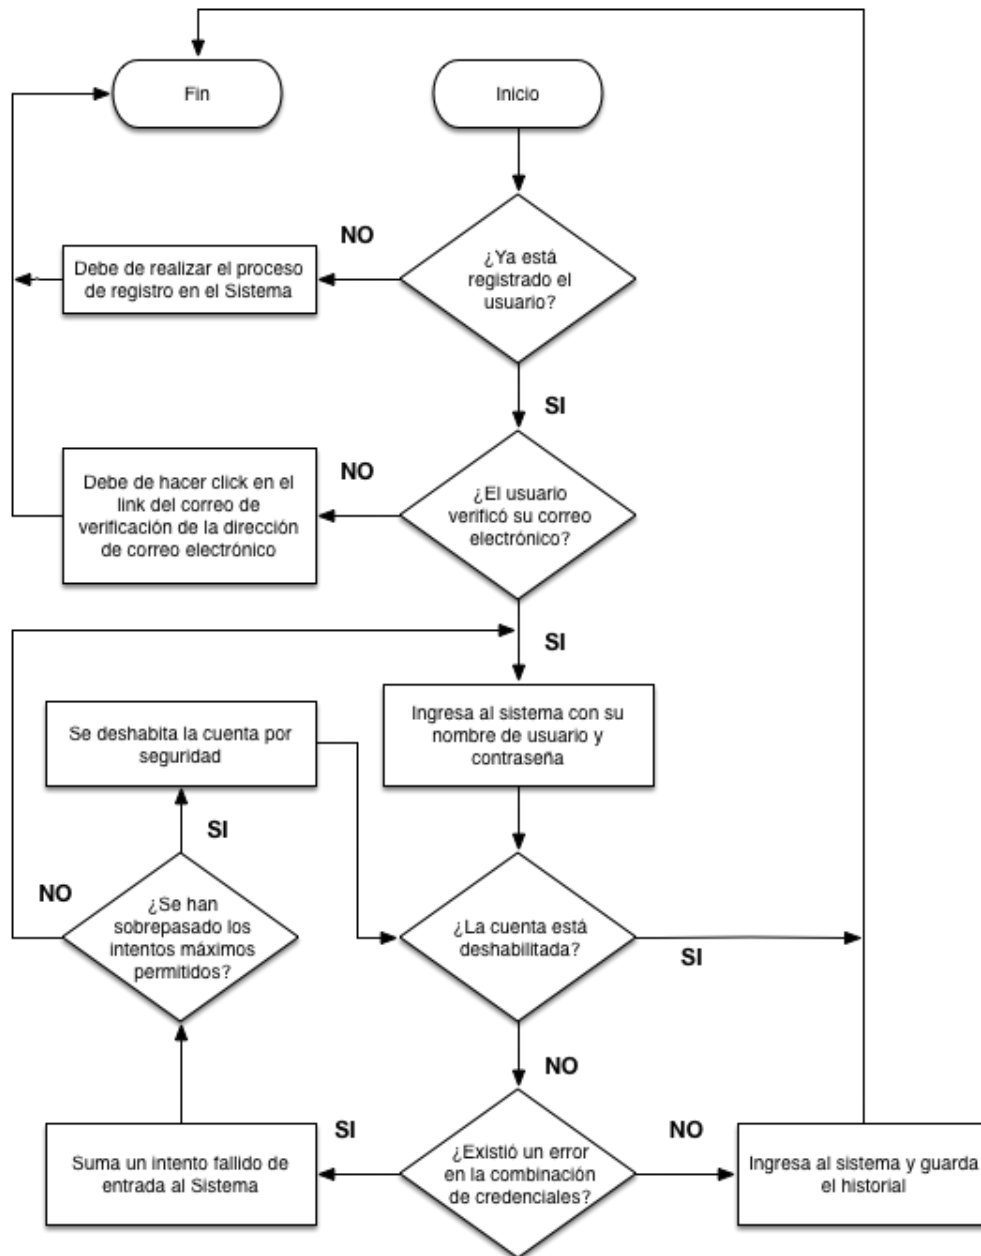 Fin
Inicio
NO
¿Ya está
registrado el
usuario?
Debe de realizar el proceso
de registro en el Sistema
SI
NO
¿El usuario
verificó su correo
electrónico?
Debe de hacer click en el
link del correo de
verificación de la dirección
de correo electrónico
SI
Ingresa al sistema con su
nombre de usuario y
contraseña
Se deshabita la cuenta por
seguridad
SI
NO
¿Se han
sobrepasado los
intentos máximos
permitidos?
¿La cuenta está
deshabilitada?
SI
NO
SI
NO
¿Existió un error
en la combinación
de credenciales?
Suma un intento fallido de
entrada al Sistema
Ingresa al sistema y guarda
el historial